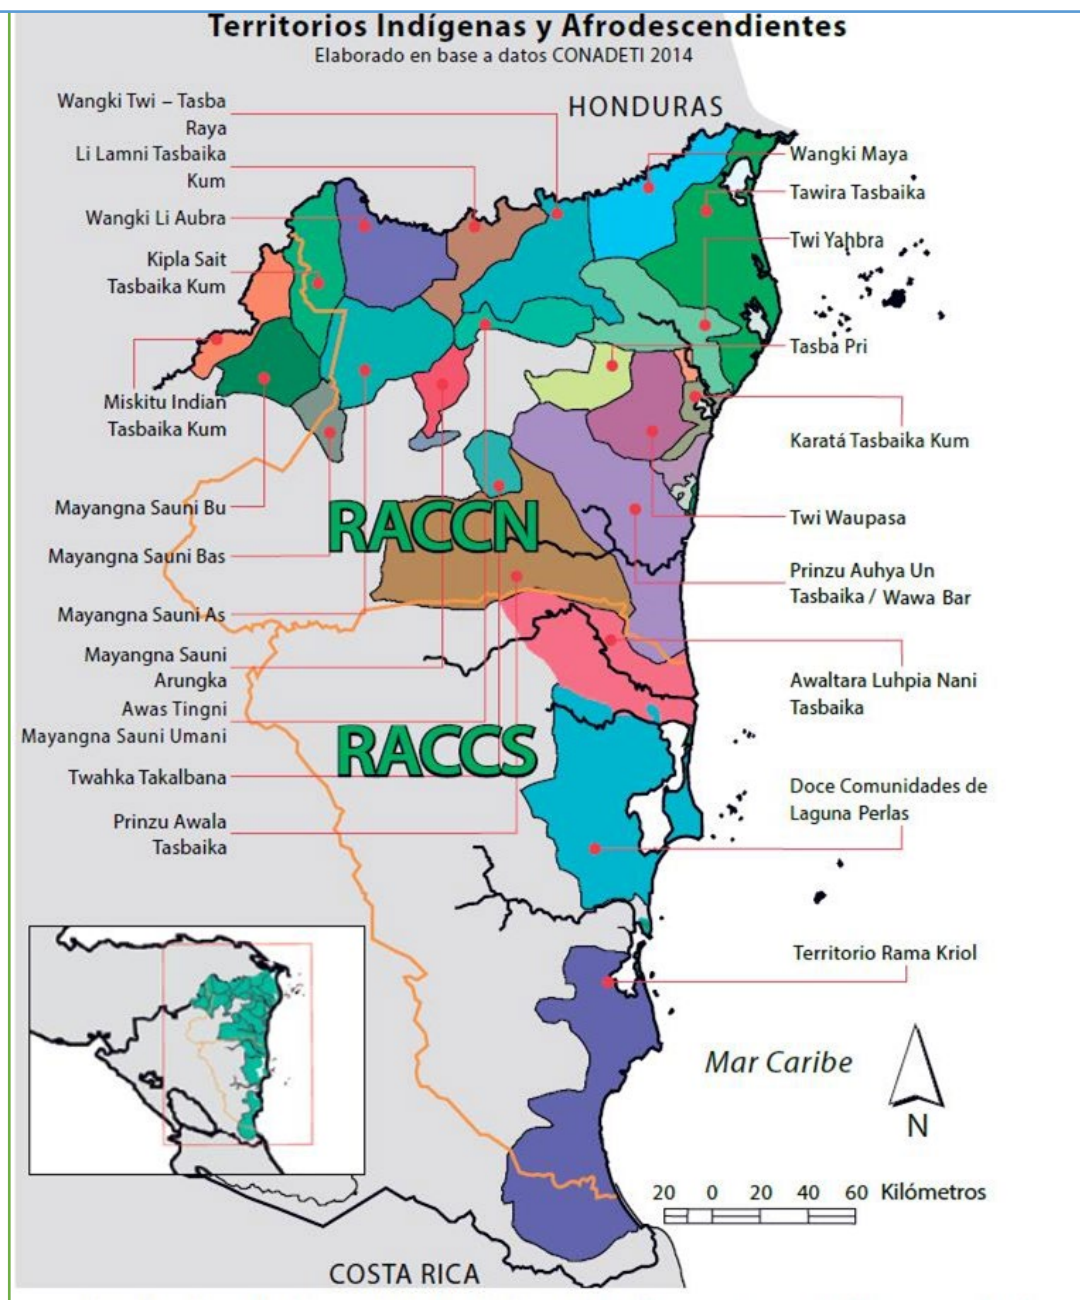 Territorios Indígenas y Afrodescendientes
Elaborado en base a datos CONADETI 2014
HONDURAS
Wangki Twi – Tasba
Raya
Li Lamni Tasbaika
Kum
Wangki Li Aubra
Kipla Sait
Tasbaika Kum
Miskitu Indian
Tasbaika Kum
Mayangna Sauni Bu
Mayangna Sauni Bas
Mayangna Sauni As
Mayangna Sauni
Arungka
Awas Tingni
Mayangna Sauni Umani
Twahka Takalbana
Prinzu Awala
Tasbaika
Wangki Maya
Tawira Tasbaika
Twi Yahbra
Tasba Pri
Karatá Tasbaika Kum
Twi Waupasa
Prinzu Auhya Un
Tasbaika / Wawa Bar
Awaltara Luhpia Nani
Tasbaika
Doce Comunidades de
Laguna Perlas
Territorio Rama Kriol
RACCN
RACCS
Mar Caribe
N
20 0 20 40 60 Kilómetros
COSTA RICA